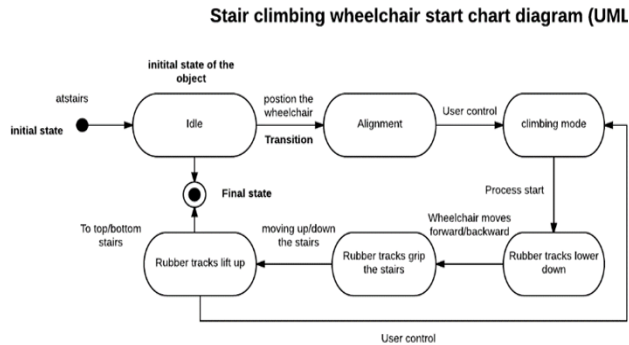 Stair climbing wheelchair start chart diagram (UML
initital state of the
object
atstairs
initial state
Idle
postion the
wheelchair
Transition
Alignment
User control
climbing mode
Process start
Final state
To top/bottom
stairs
Rubber tracks lift up
moving up/down
the stairs
Rubber tracks grip
the stairs
Wheelchair moves
forward/backward
Rubber tracks lower
down
User control